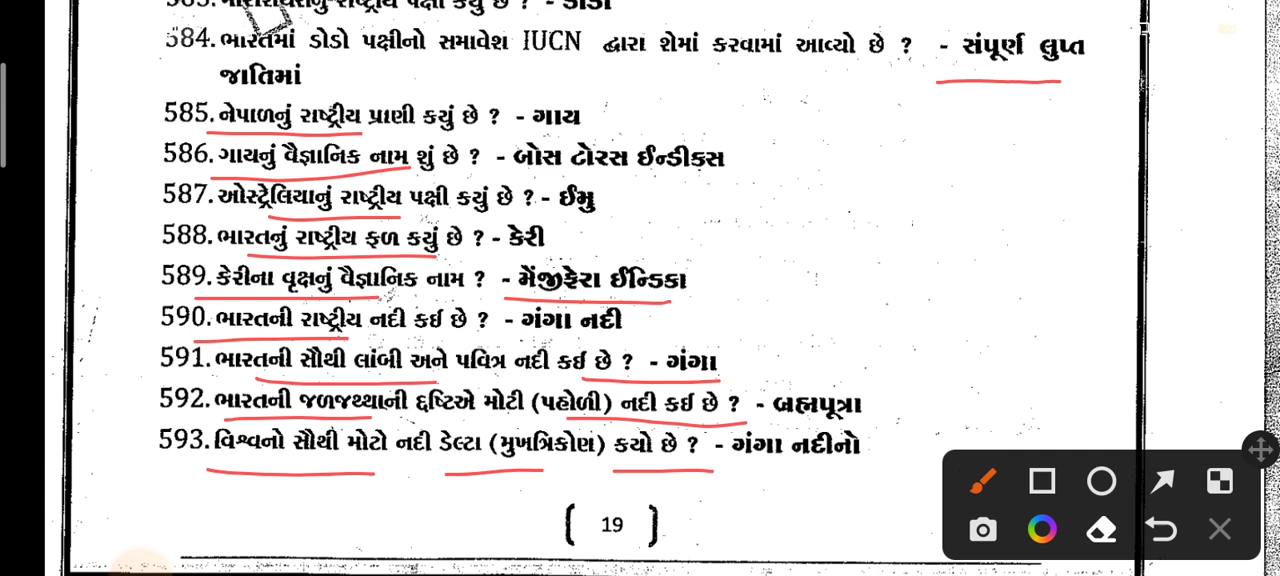 584. ભારતમાં ડોડો પક્ષીનો સમાવેશ IUCN દ્વારા શેમાં કરવામાં આવ્યો છે ? - સંપૂર્ણ લુપ્ત
જાતિમાં
585. નેપાળનું રાષ્ટ્રીય પ્રાણી કયું છે ? - ગાય
586. ગાયનું વૈજ્ઞાનિક નામ શું છે ? - બોસ ટોરસ ઈન્ડીકસ
587. ઓસ્ટ્રેલિયાનું રાષ્ટ્રીય પક્ષી કયું છે ? - ઈમુ
588. ભારતનું રાષ્ટ્રીય ફળ કયું છે ? - કેરી
589. કેરીના વૃક્ષનું વૈજ્ઞાનિક નામ ? - મેંજીફેરા ઈન્ડિકા
590. ભારતની રાષ્ટ્રીય નદી કઈ છે ? - ગંગા નદી
591. ભારતની સૌથી લાંબી અને પવિત્ર નદી કઈ છે ? - ગંગા
592. ભારતની જળજથ્થાની દ્દષ્ટિએ મોટી (પહોળી) નદી કઈ છે ? - બ્રહ્મપૂત્રા
593. વિશ્વનો સૌથી મોટો નદી ડેલ્ટા (મુખત્રિકોણ) કયો છે ? - ગંગા નદીનો
19